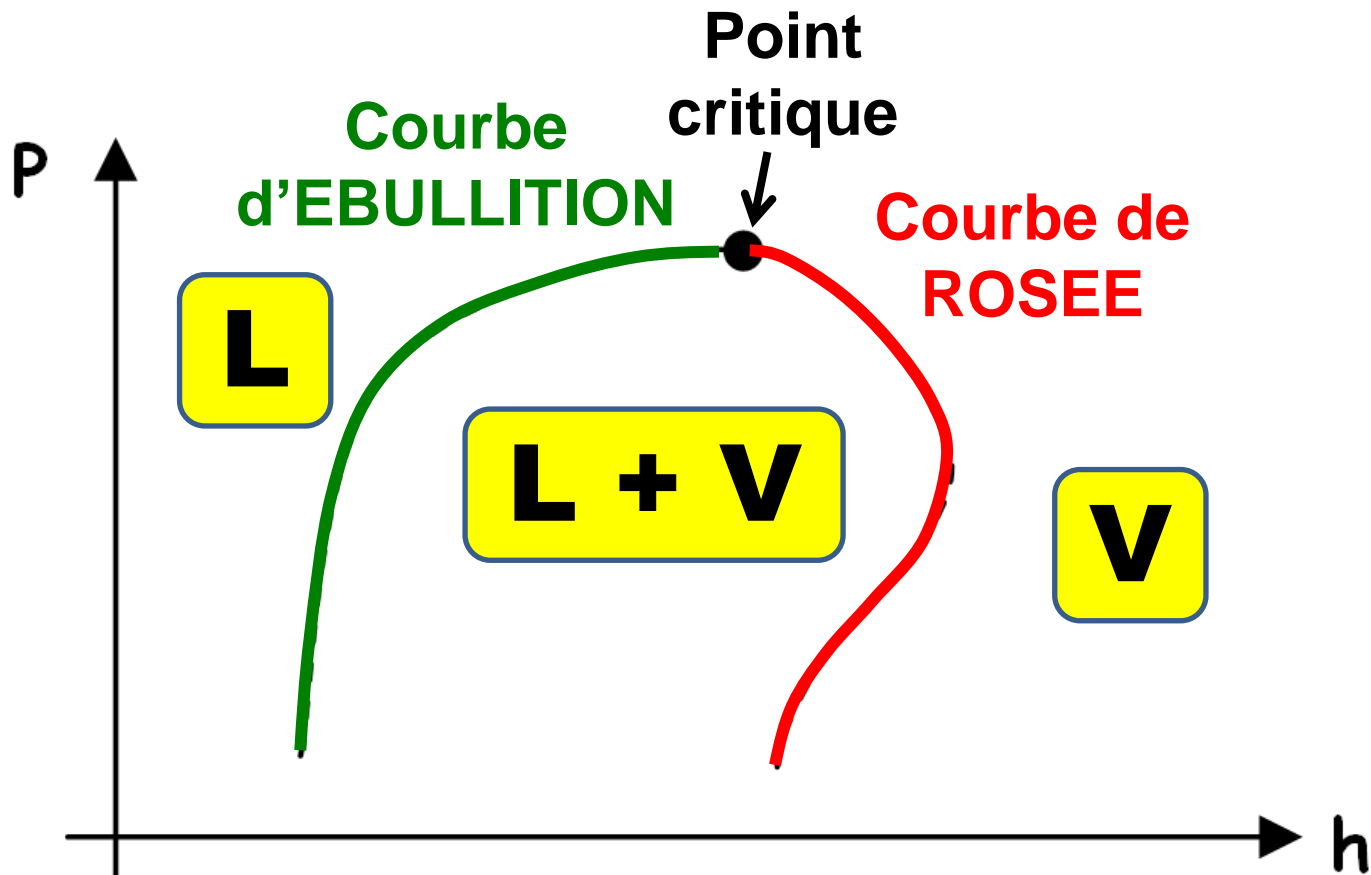 Point
critique
Courbe
d'EBULLITION
P
Courbe de
ROSEE
L
L + V
V
h